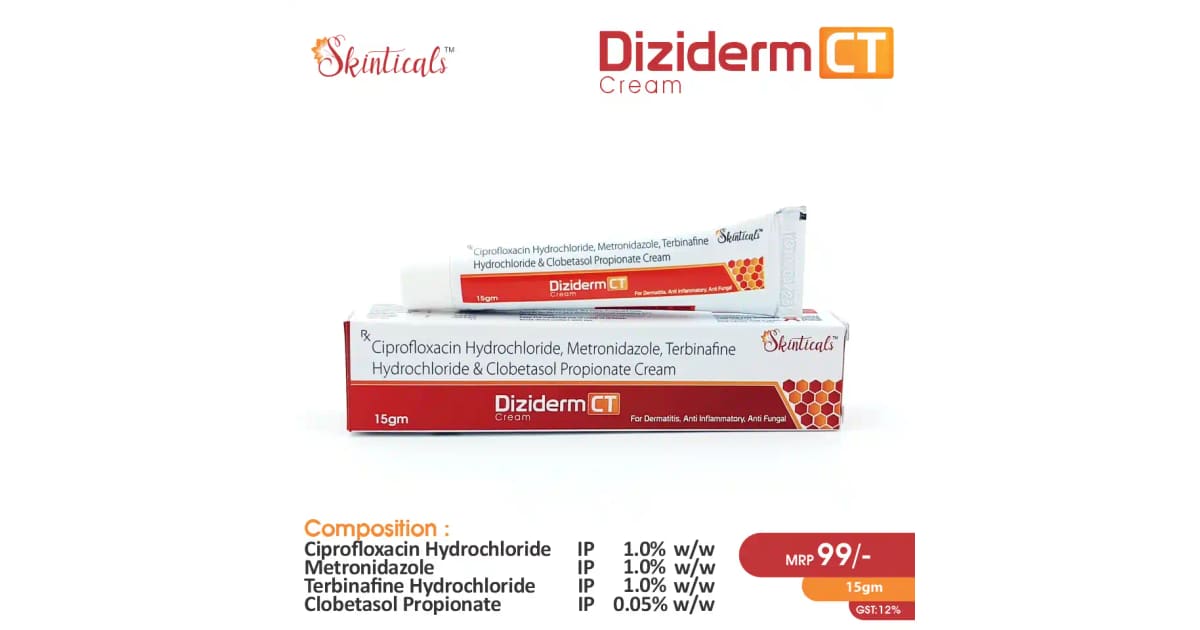 Skinticals™
Diziderm CT
Cream
Rx Ciprofloxacin Hydrochloride, Metronidazole, Terbinafine
Hydrochloride & Clobetasol Propionate Cream
Skinticals™
Diziderm CT
Cream
15gm
For Dermatitis, Anti Inflammatory, Anti Fungal
Rx Ciprofloxacin Hydrochloride, Metronidazole, Terbinafine
Hydrochloride & Clobetasol Propionate Cream
Skinticals™
Diziderm CT
Cream
15gm
For Dermatitis, Anti Inflammatory, Anti Fungal
Composition :
Ciprofloxacin Hydrochloride IP 1.0% w/w
Metronidazole IP 1.0% w/w
Terbinafine Hydrochloride IP 1.0% w/w
Clobetasol Propionate IP 0.05% w/w
MRP 99/-
15gm
GST:12%